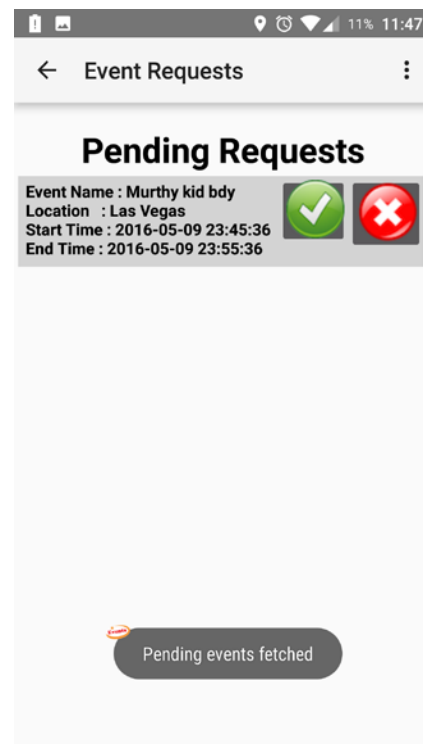 11% 11:47
Event Requests
Pending Requests
Event Name : Murthy kid bdy
Location : Las Vegas
Start Time : 2016-05-09 23:45:36
End Time : 2016-05-09 23:55:36
Pending events fetched